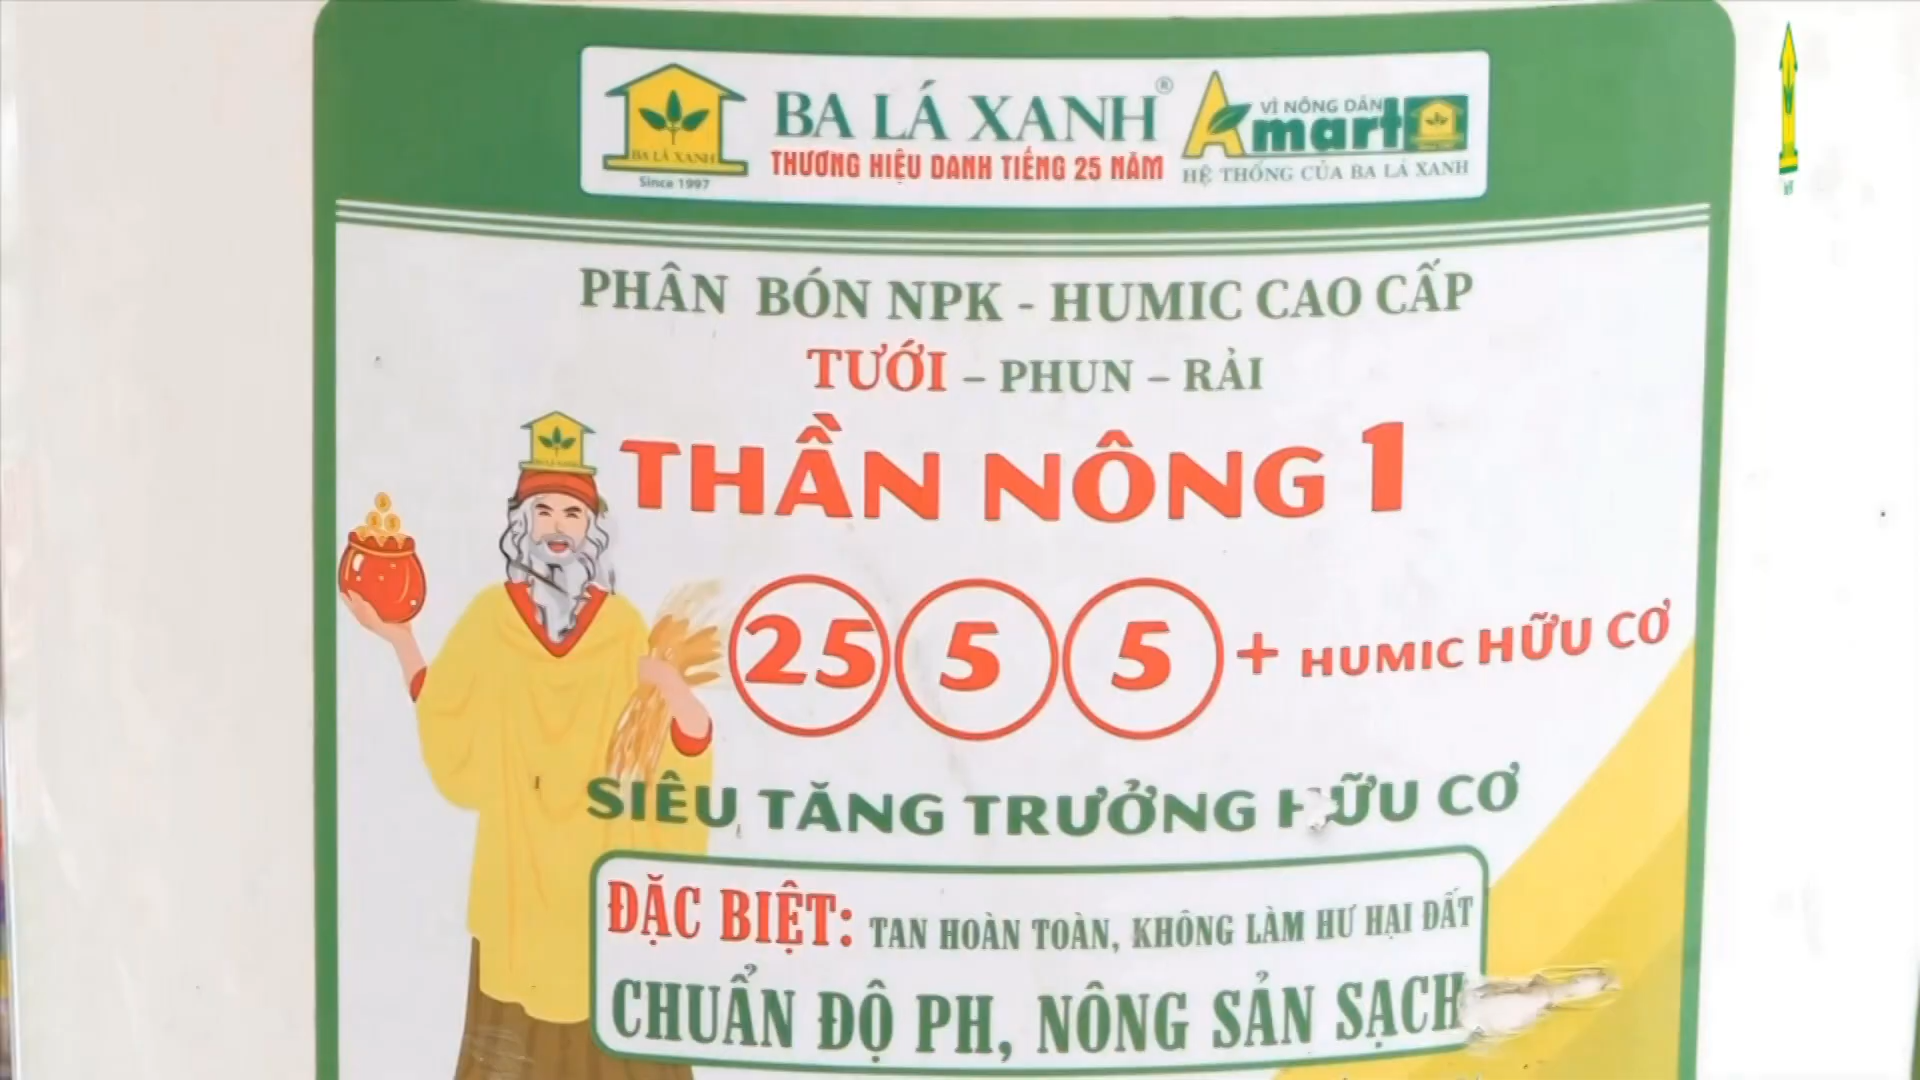 BA LÁ XANH
Since 1997
BA LÁ XANH®
THƯƠNG HIỆU DANH TIẾNG 25 NĂM
VÌ NÔNG DÂN
Amart
HỆ THỐNG CỦA BA LÁ XANH
PHÂN BÓN NPK - HUMIC CAO CẤP
TƯỚI – PHUN – RẢI
THẦN NÔNG 1
25 5 5 + HUMIC HỮU CƠ
SIÊU TĂNG TRƯỞNG HỮU CƠ
ĐẶC BIỆT: TAN HOÀN TOÀN, KHÔNG LÀM HƯ HẠI ĐẤT
CHUẨN ĐỘ PH, NÔNG SẢN SẠCH